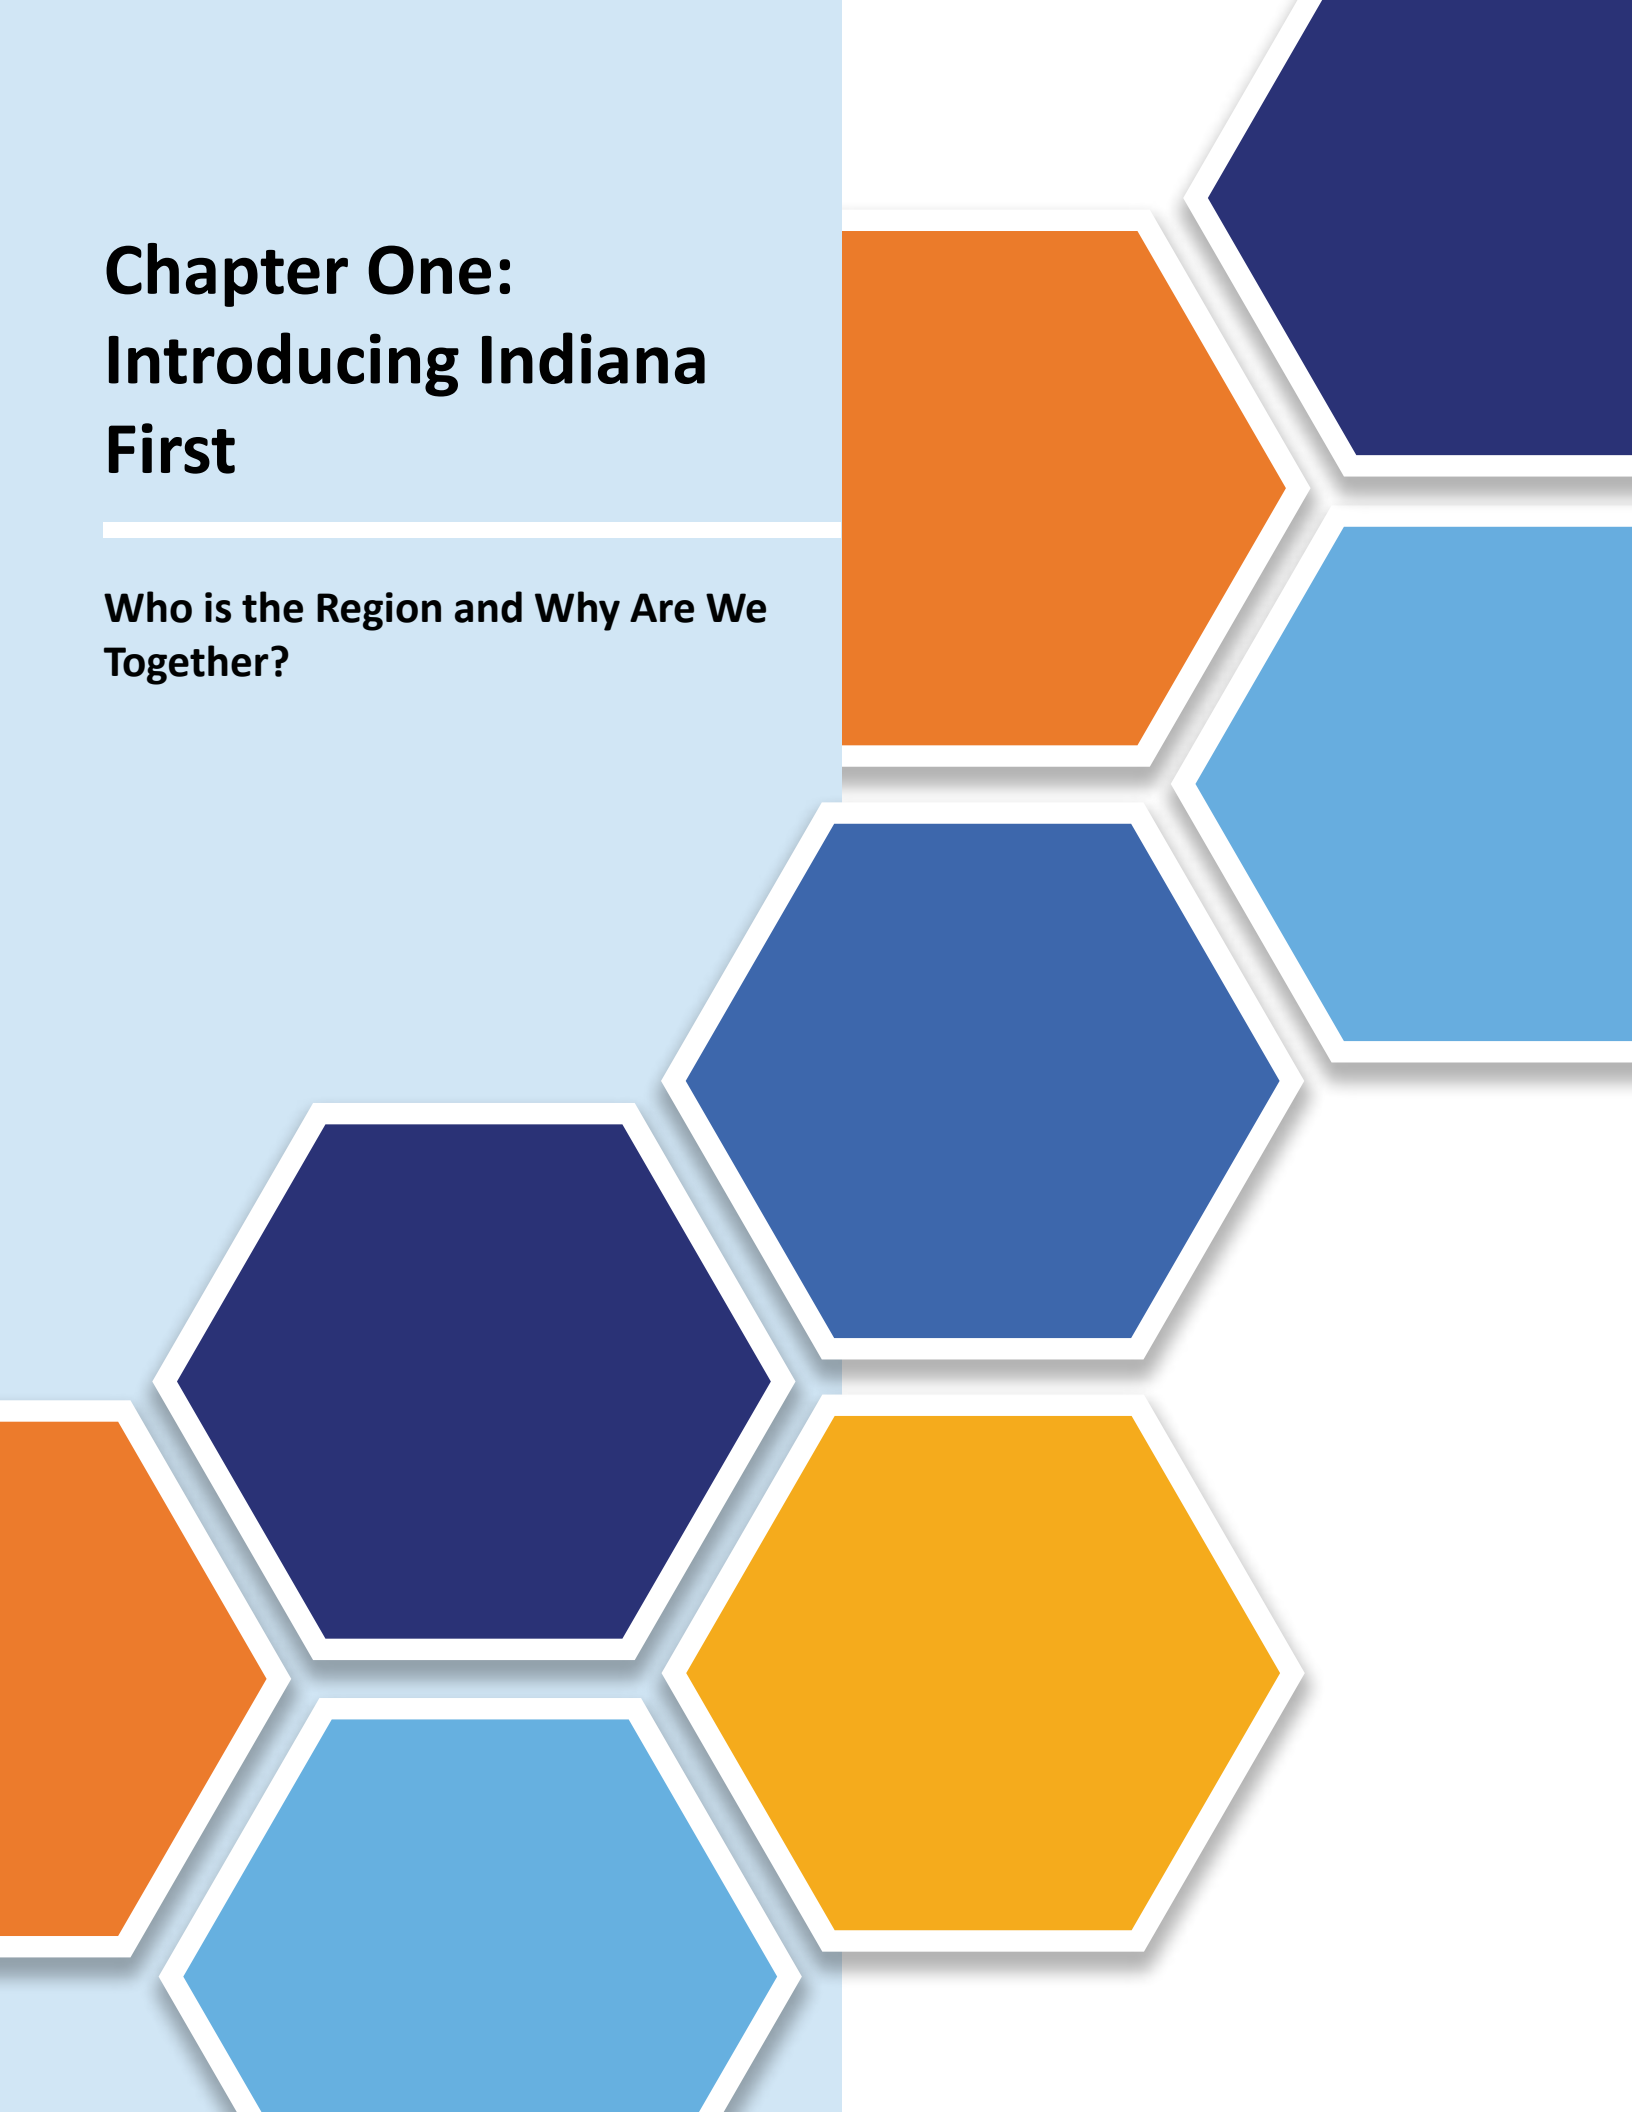 Chapter One:
Introducing Indiana
First
Who is the Region and Why Are We
Together?